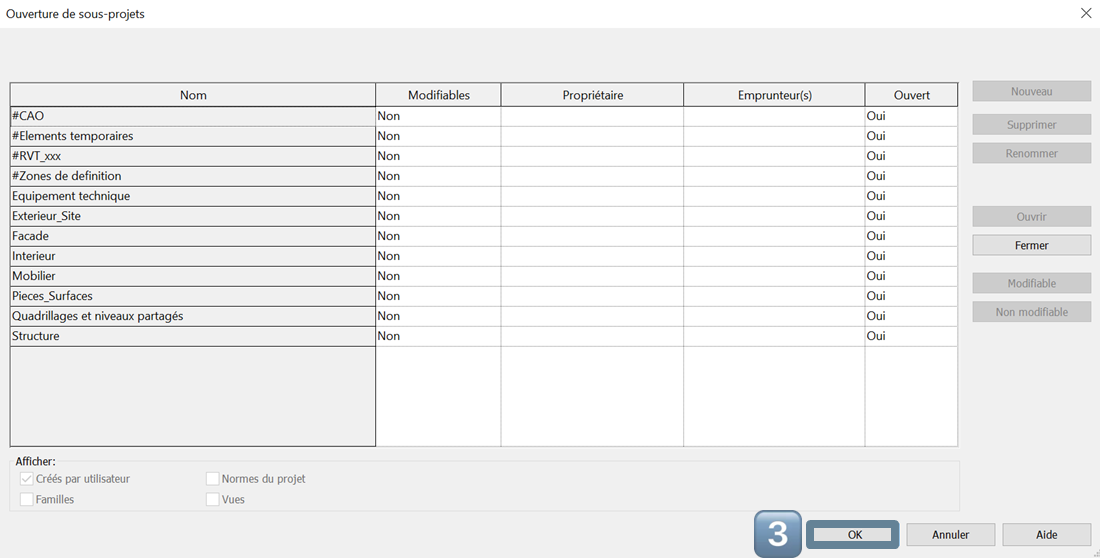 Ouverture de sous-projets
Nom Modifiables Propriétaire Emprunteur(s) Ouvert
#CAO Non Oui
#Elements temporaires Non Oui
#RVT_xxx Non Oui
#Zones de definition Non Oui
Equipement technique Non Oui
Exterieur_Site Non Oui
Facade Non Oui
Interieur Non Oui
Mobilier Non Oui
Pieces_Surfaces Non Oui
Quadrillages et niveaux partagés Non Oui
Structure Non Oui
Nouveau
Supprimer
Renommer
Ouvrir
Fermer
Modifiable
Non modifiable
Afficher:
Créés par utilisateur Normes du projet
Familles Vues
3 OK Annuler Aide